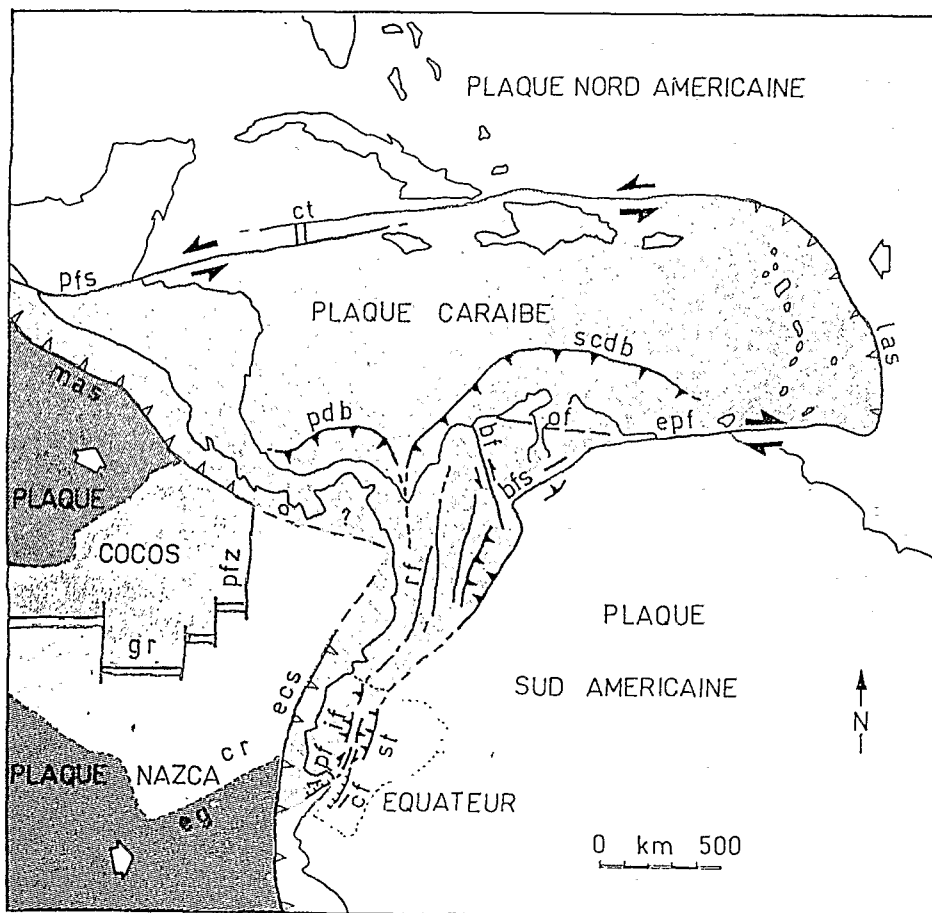 PLAQUE NORD AMERICAINE
ct
pfs
PLAQUE CARAIBE
las
scdb
mas
pdb
of
epf
bf
bfs
PLAQUE
COCOS
?
pfz
rf
gr
PLAQUE
SUD AMERICAINE
ecs
N
jf
pf
st
cf
cr
PLAQUE NAZCA
eg
EQUATEUR
0 km 500